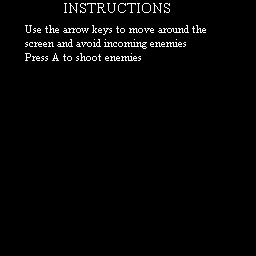 INSTRUCTIONS
Use the arrow keys to move around the
screen and avoid incoming enemies
Press A to shoot enemies